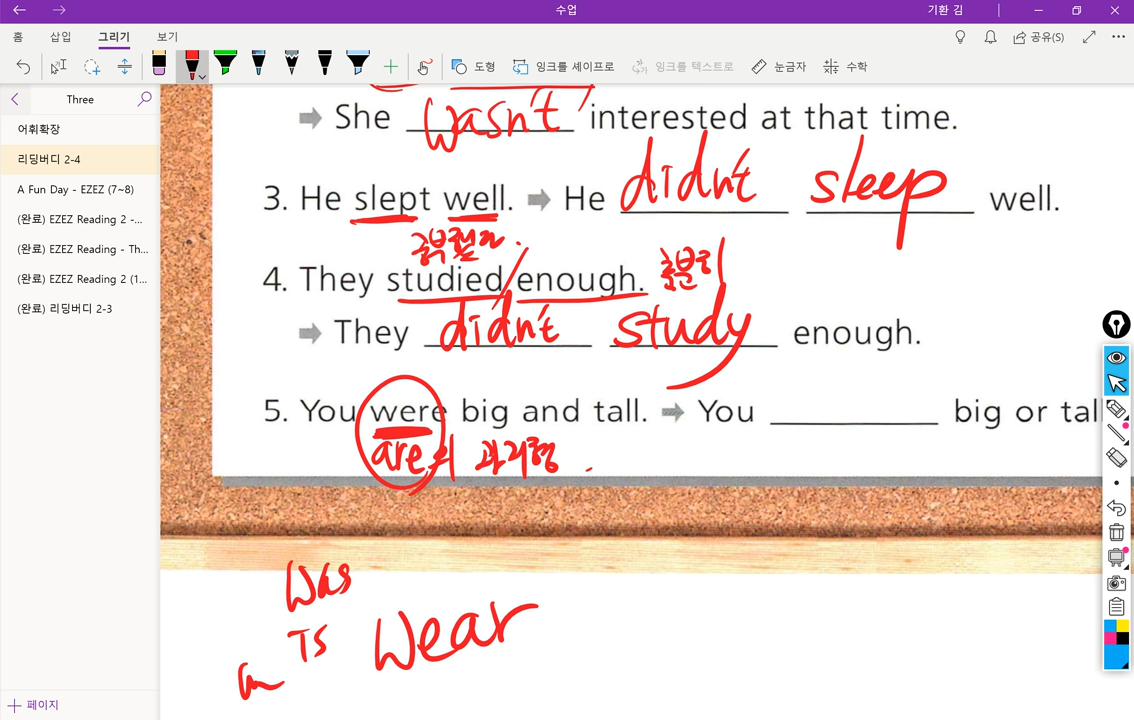 수업
기환 김
홈 삽입 그리기 보기
공유(S)
도형 잉크를 셰이프로 잉크를 텍스트로 눈금자 수학
Three
어휘확장
리딩버디 2-4
A Fun Day - EZEZ (7~8)
(완료) EZEZ Reading 2 -...
(완료) EZEZ Reading - Th...
(완료) EZEZ Reading 2 (1...
(완료) 리딩버디 2-3
페이지
She wasn't interested at that time.
3. He slept well. He didn't sleep well.
4. They studied enough. 충분히
They didn't study enough.
5. You were big and tall. You big or tall
are의 과거형.
Was
Is Wear
am